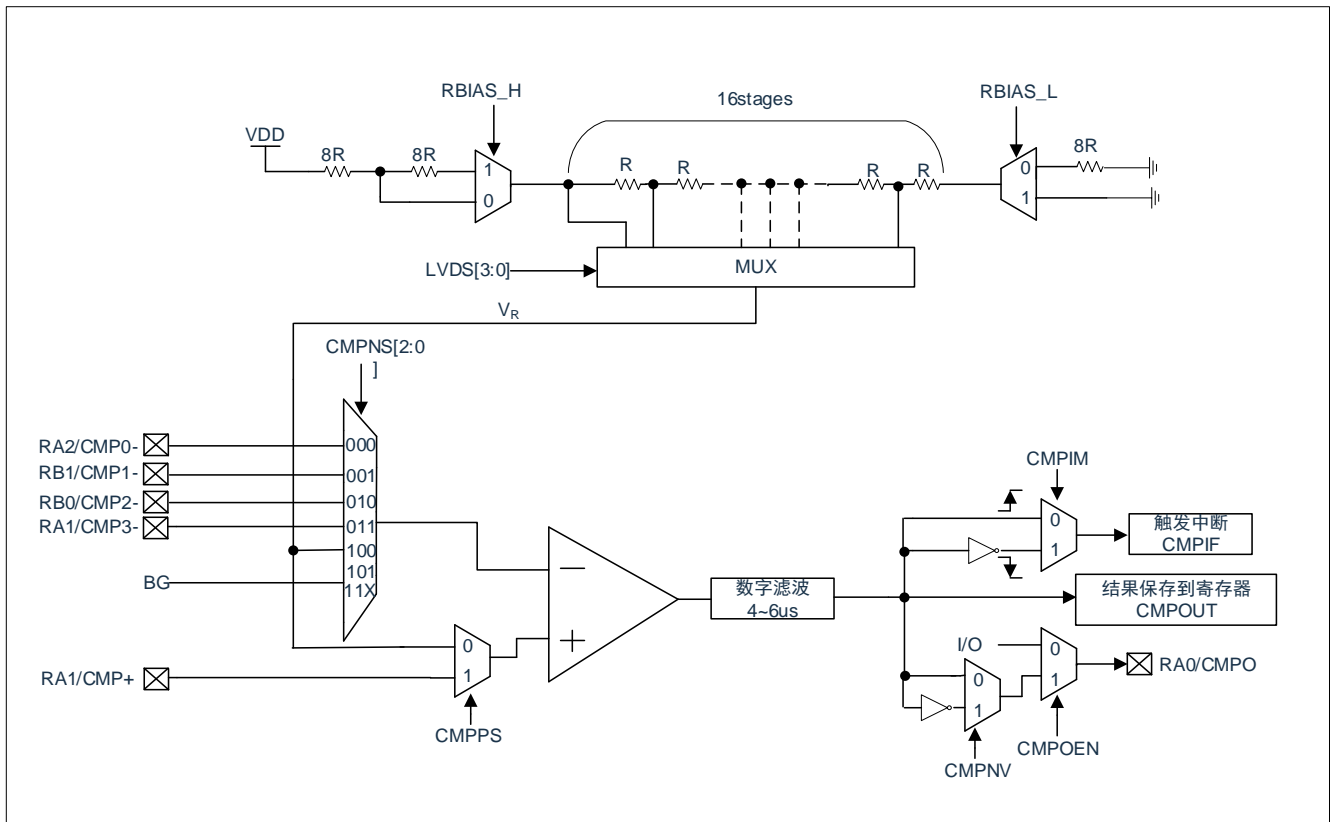 RBIAS_H
16stages
RBIAS_L
VDD
8R
8R
1
0
R
R
R
R
0
1
8R
LVDS[3:0]
MUX
VR
CMPNS[2:0
]
RA2/CMP0-
000
RB1/CMP1-
001
RB0/CMP2-
010
RA1/CMP3-
011
100
101
BG
11X
CMPIM
0
1
触发中断
CMPIF
数字滤波
4~6us
结果保存到寄存器
CMPOUT
I/O
0
1
RA0/CMPO
0
1
RA1/CMP+
0
1
CMPPS
CMPOEN
CMPNV